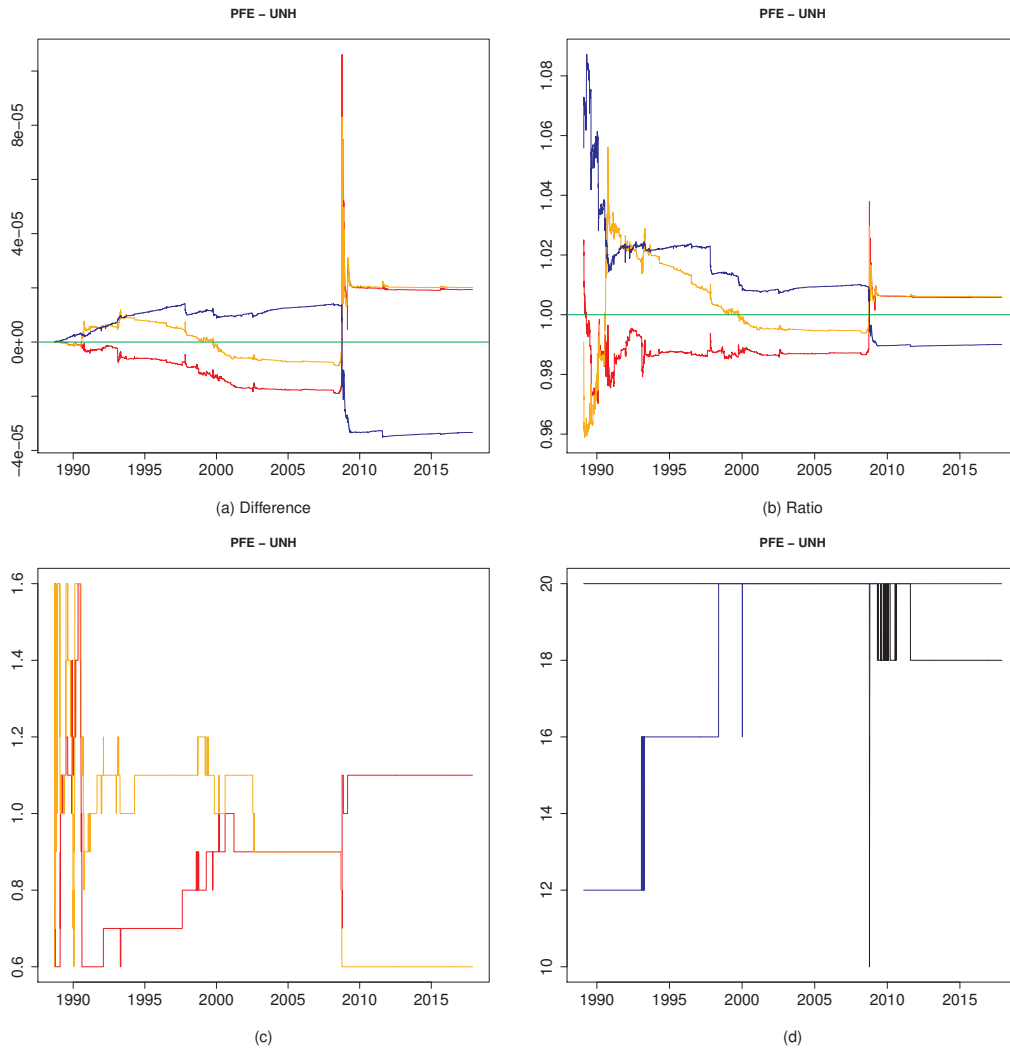 PFE − UNH
PFE − UNH
8e−05
4e−05
0e+00
−4e−05
1990 1995 2000 2005 2010 2015
(a) Difference
1.08
1.06
1.04
1.02
1.00
0.98
0.96
1990 1995 2000 2005 2010 2015
(b) Ratio
PFE − UNH
PFE − UNH
1.6
1.4
1.2
1.0
0.8
0.6
1990 1995 2000 2005 2010 2015
(c)
20
18
16
14
12
10
1990 1995 2000 2005 2010 2015
(d)